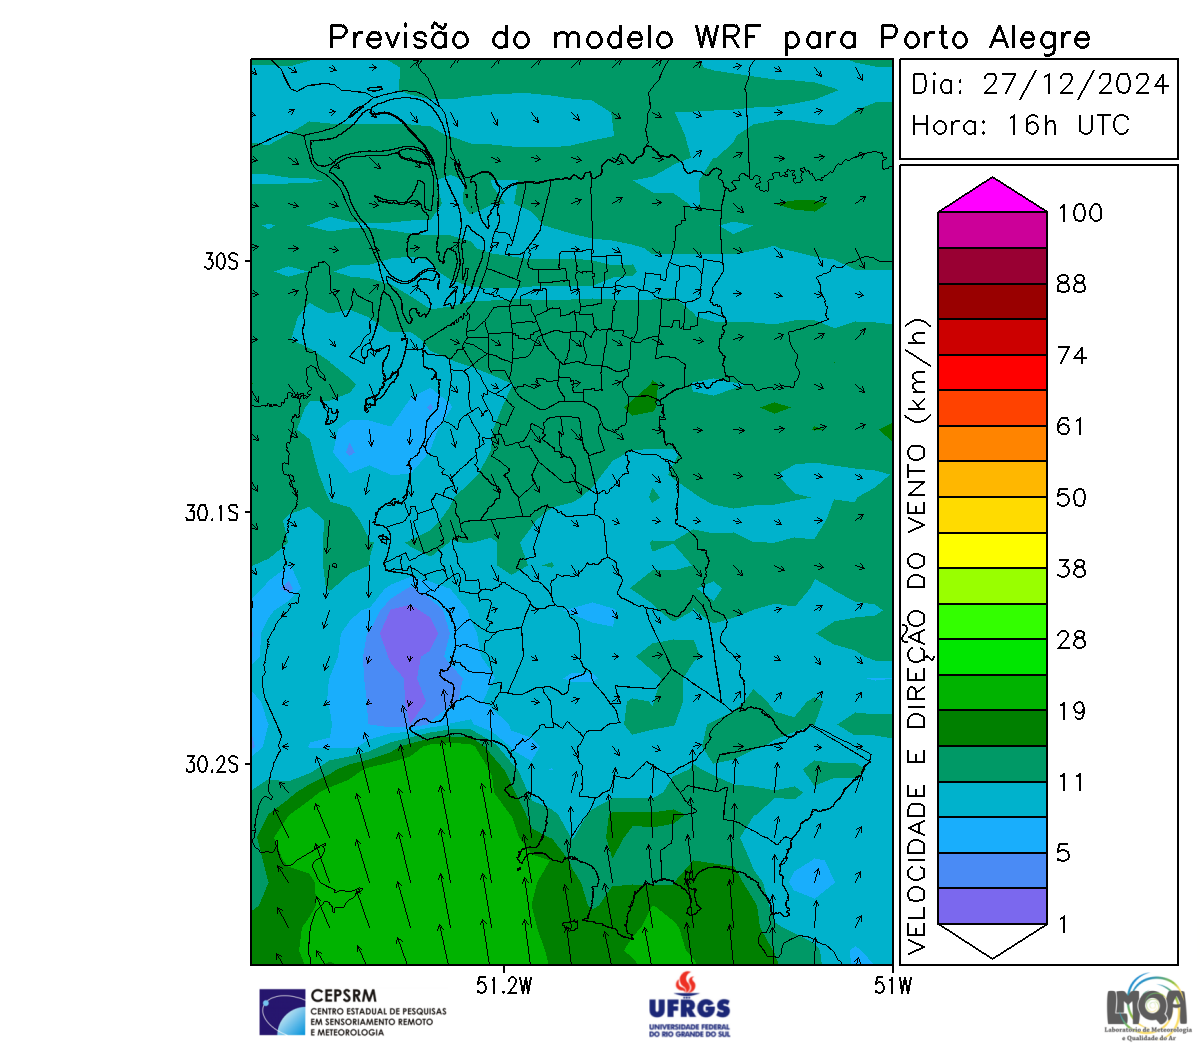 Previsão do modelo WRF para Porto Alegre
Dia: 27/12/2024
Hora: 16h UTC
100
88
74
61
50
38
28
19
11
5
1
VELOCIDADE E DIREÇÃO DO VENTO (km/h)
30S
30.1S
30.2S
51.2W
51W
CEPSRM
CENTRO ESTADUAL DE PESQUISAS
EM SENSORIAMENTO REMOTO
E METEOROLOGIA
UFRGS
UNIVERSIDADE FEDERAL
DO RIO GRANDE DO SUL
LMQA
Laboratório de Meteorologia
e Qualidade do Ar